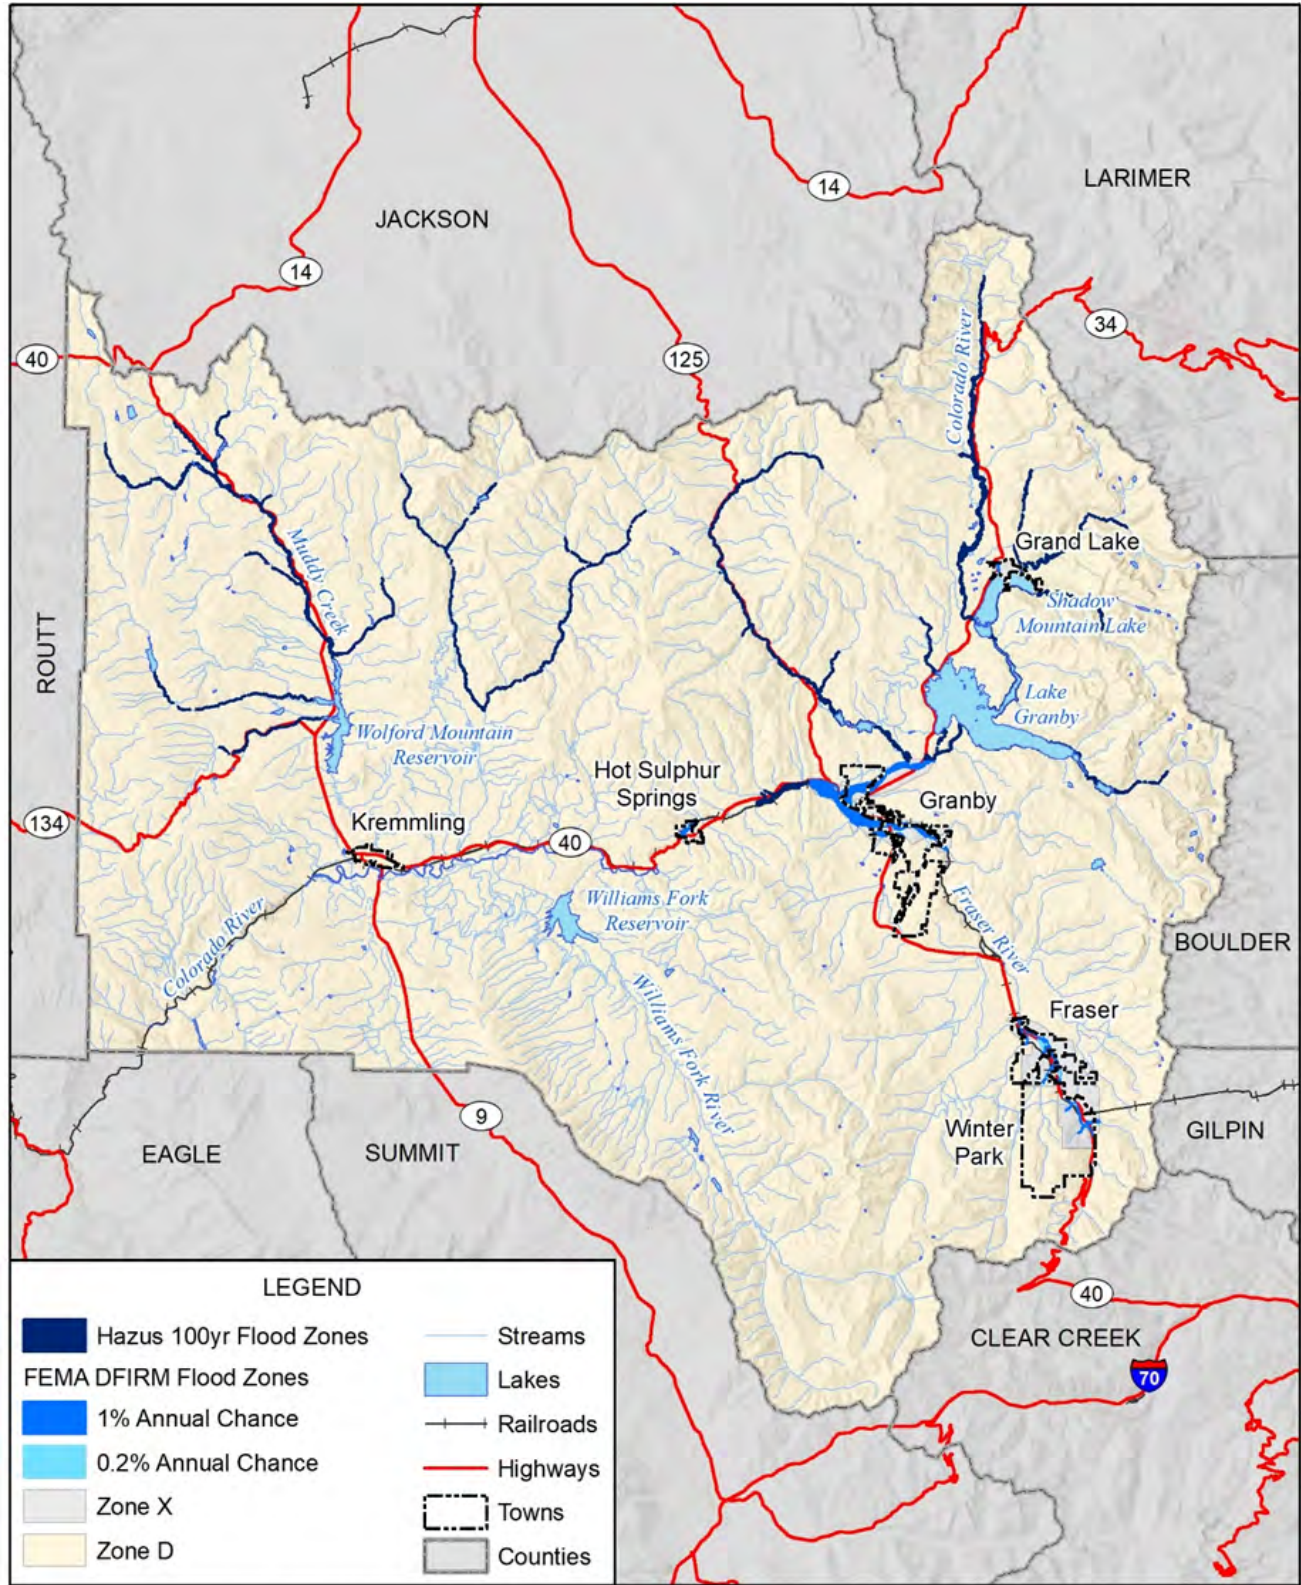 LARIMER
JACKSON
14
14
34
40
125
Colorado River
Muddy Creek
Grand Lake
Shadow
Mountain Lake
ROUTT
Lake
Granby
Wolford Mountain
Reservoir
Hot Sulphur
Springs
Granby
Kremmling
134
40
Williams Fork
Reservoir
Fraser River
Colorado River
BOULDER
Williams Fork River
Fraser
9
Winter
Park
GILPIN
EAGLE
SUMMIT
40
CLEAR CREEK
70
LEGEND
Hazus 100yr Flood Zones
FEMA DFIRM Flood Zones
1% Annual Chance
0.2% Annual Chance
Zone X
Zone D
Streams
Lakes
Railroads
Highways
Towns
Counties